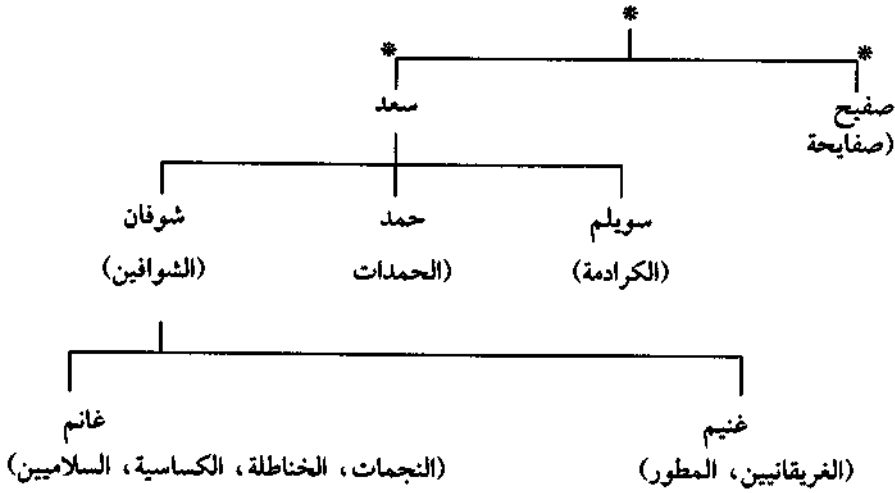 *
* *
صفيح
(صفايحة
سعد
سويلم
(الكرادمة)
حمد
(الحمدات
شوفان
(الشوافين)
غنيم
(الغريقانيين، المطور)
غانم
(النجمات، الخناطلة، الكساسية، السلاميين)